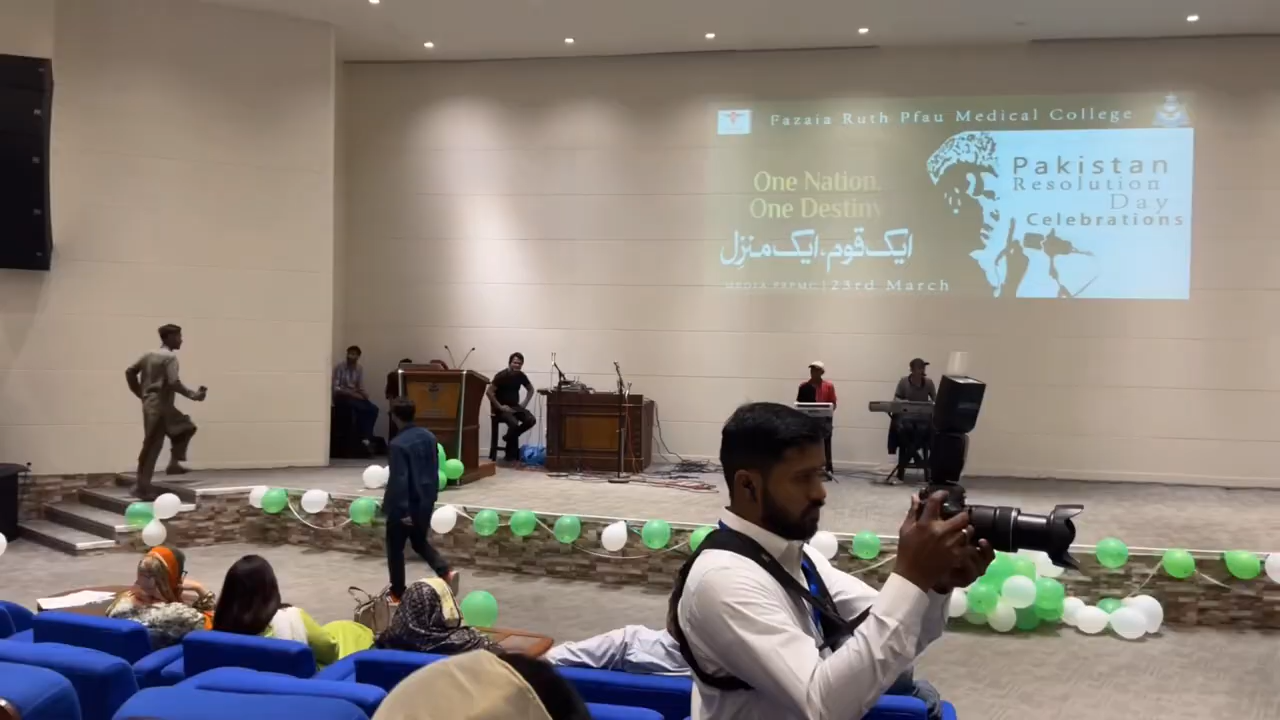 Fazaia Ruth Pfau Medical College
One Nation.
One Destiny
ایک قوم، ایک منزل
Pakistan
Resolution
Day
Celebrations
23rd March